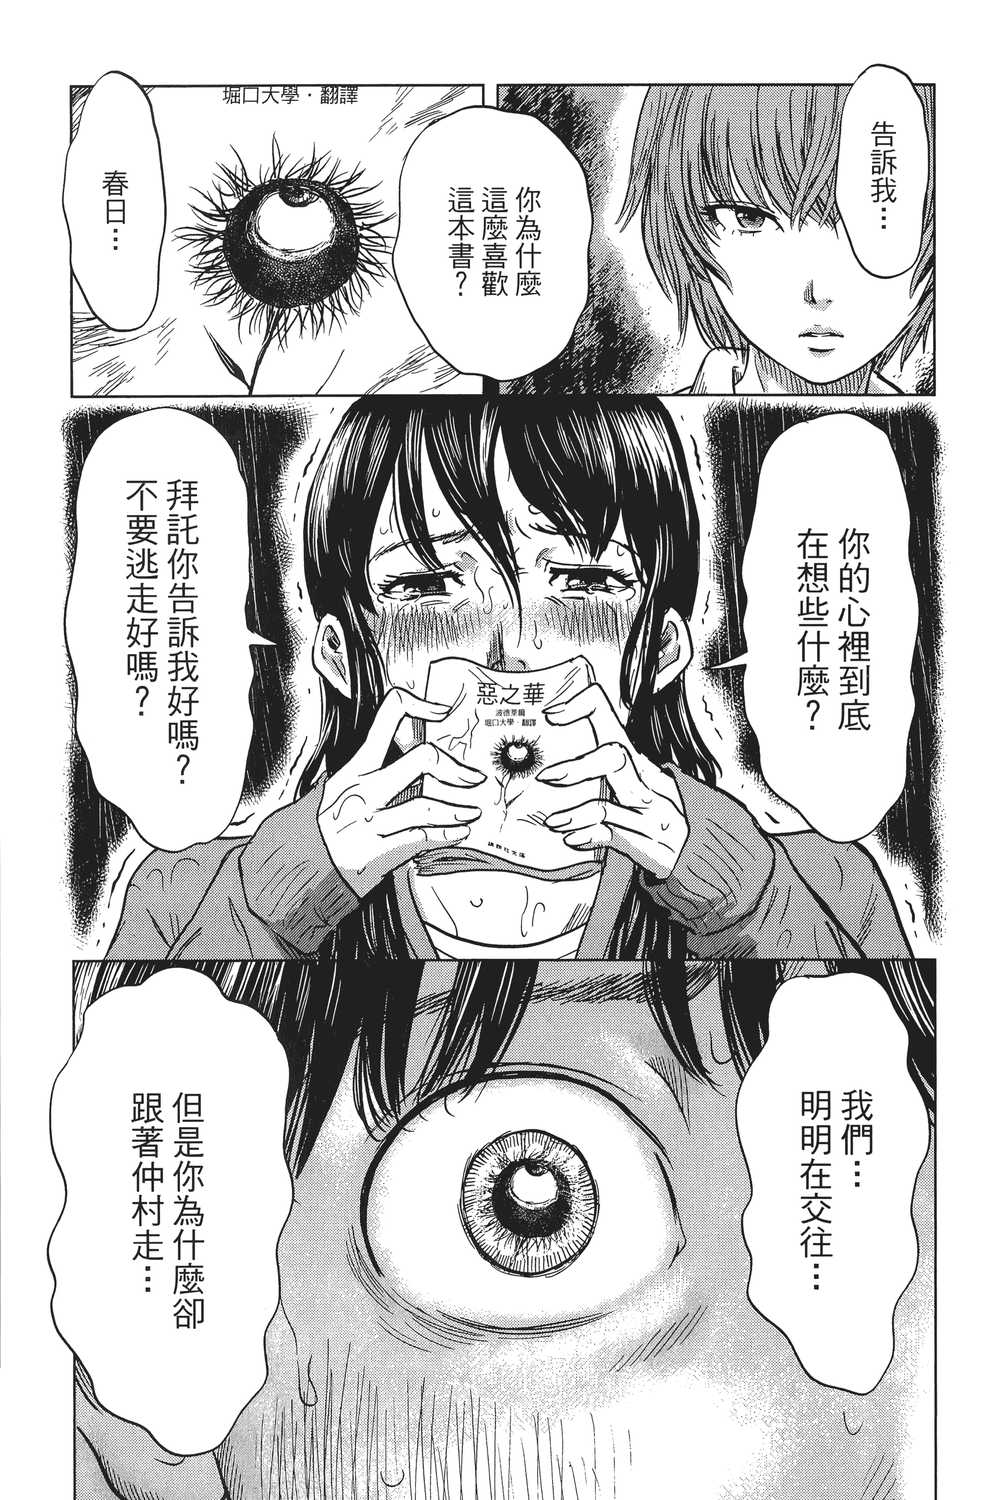 告訴我…
你為什麼
這麼喜歡
這本書？
堀口大學・翻譯
春日…
你的心裡到底
在想些什麼？
惡之華
波德萊爾
堀口大學・翻譯
拜託你告訴我好嗎？
不要逃走好嗎？
我們…
明明在交往…
但是你為什麼卻
跟著仲村走…